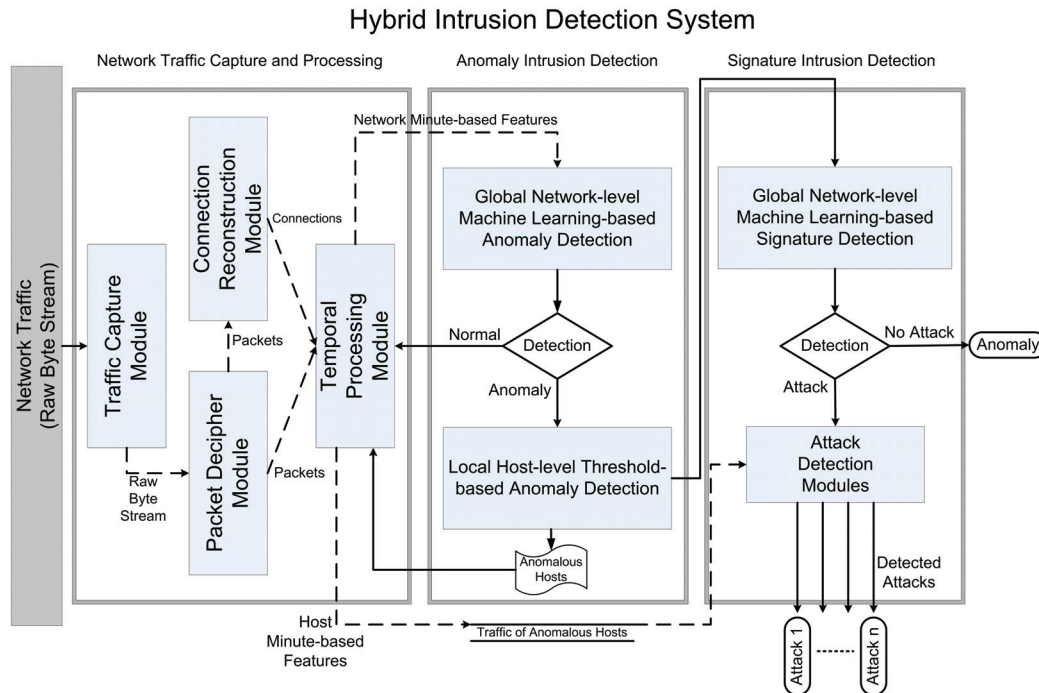 Hybrid Intrusion Detection System
Network Traffic Capture and Processing
Anomaly Intrusion Detection
Signature Intrusion Detection
Network Traffic
(Raw Byte Stream)
Traffic Capture
Module
Raw
Byte
Stream
Connection
Reconstruction
Module
Packets
Packet Decipher
Module
Connections
Packets
Temporal
Processing
Module
Network Minute-based Features
Host
Minute-based
Features
Global Network-level
Machine Learning-based
Anomaly Detection
Normal
Detection
Anomaly
Local Host-level Threshold-
based Anomaly Detection
Anomalous
Hosts
Traffic of Anomalous Hosts
Global Network-level
Machine Learning-based
Signature Detection
Detection
No Attack
Anomaly
Attack
Attack
Detection
Modules
Detected
Attacks
Attack 1
Attack n